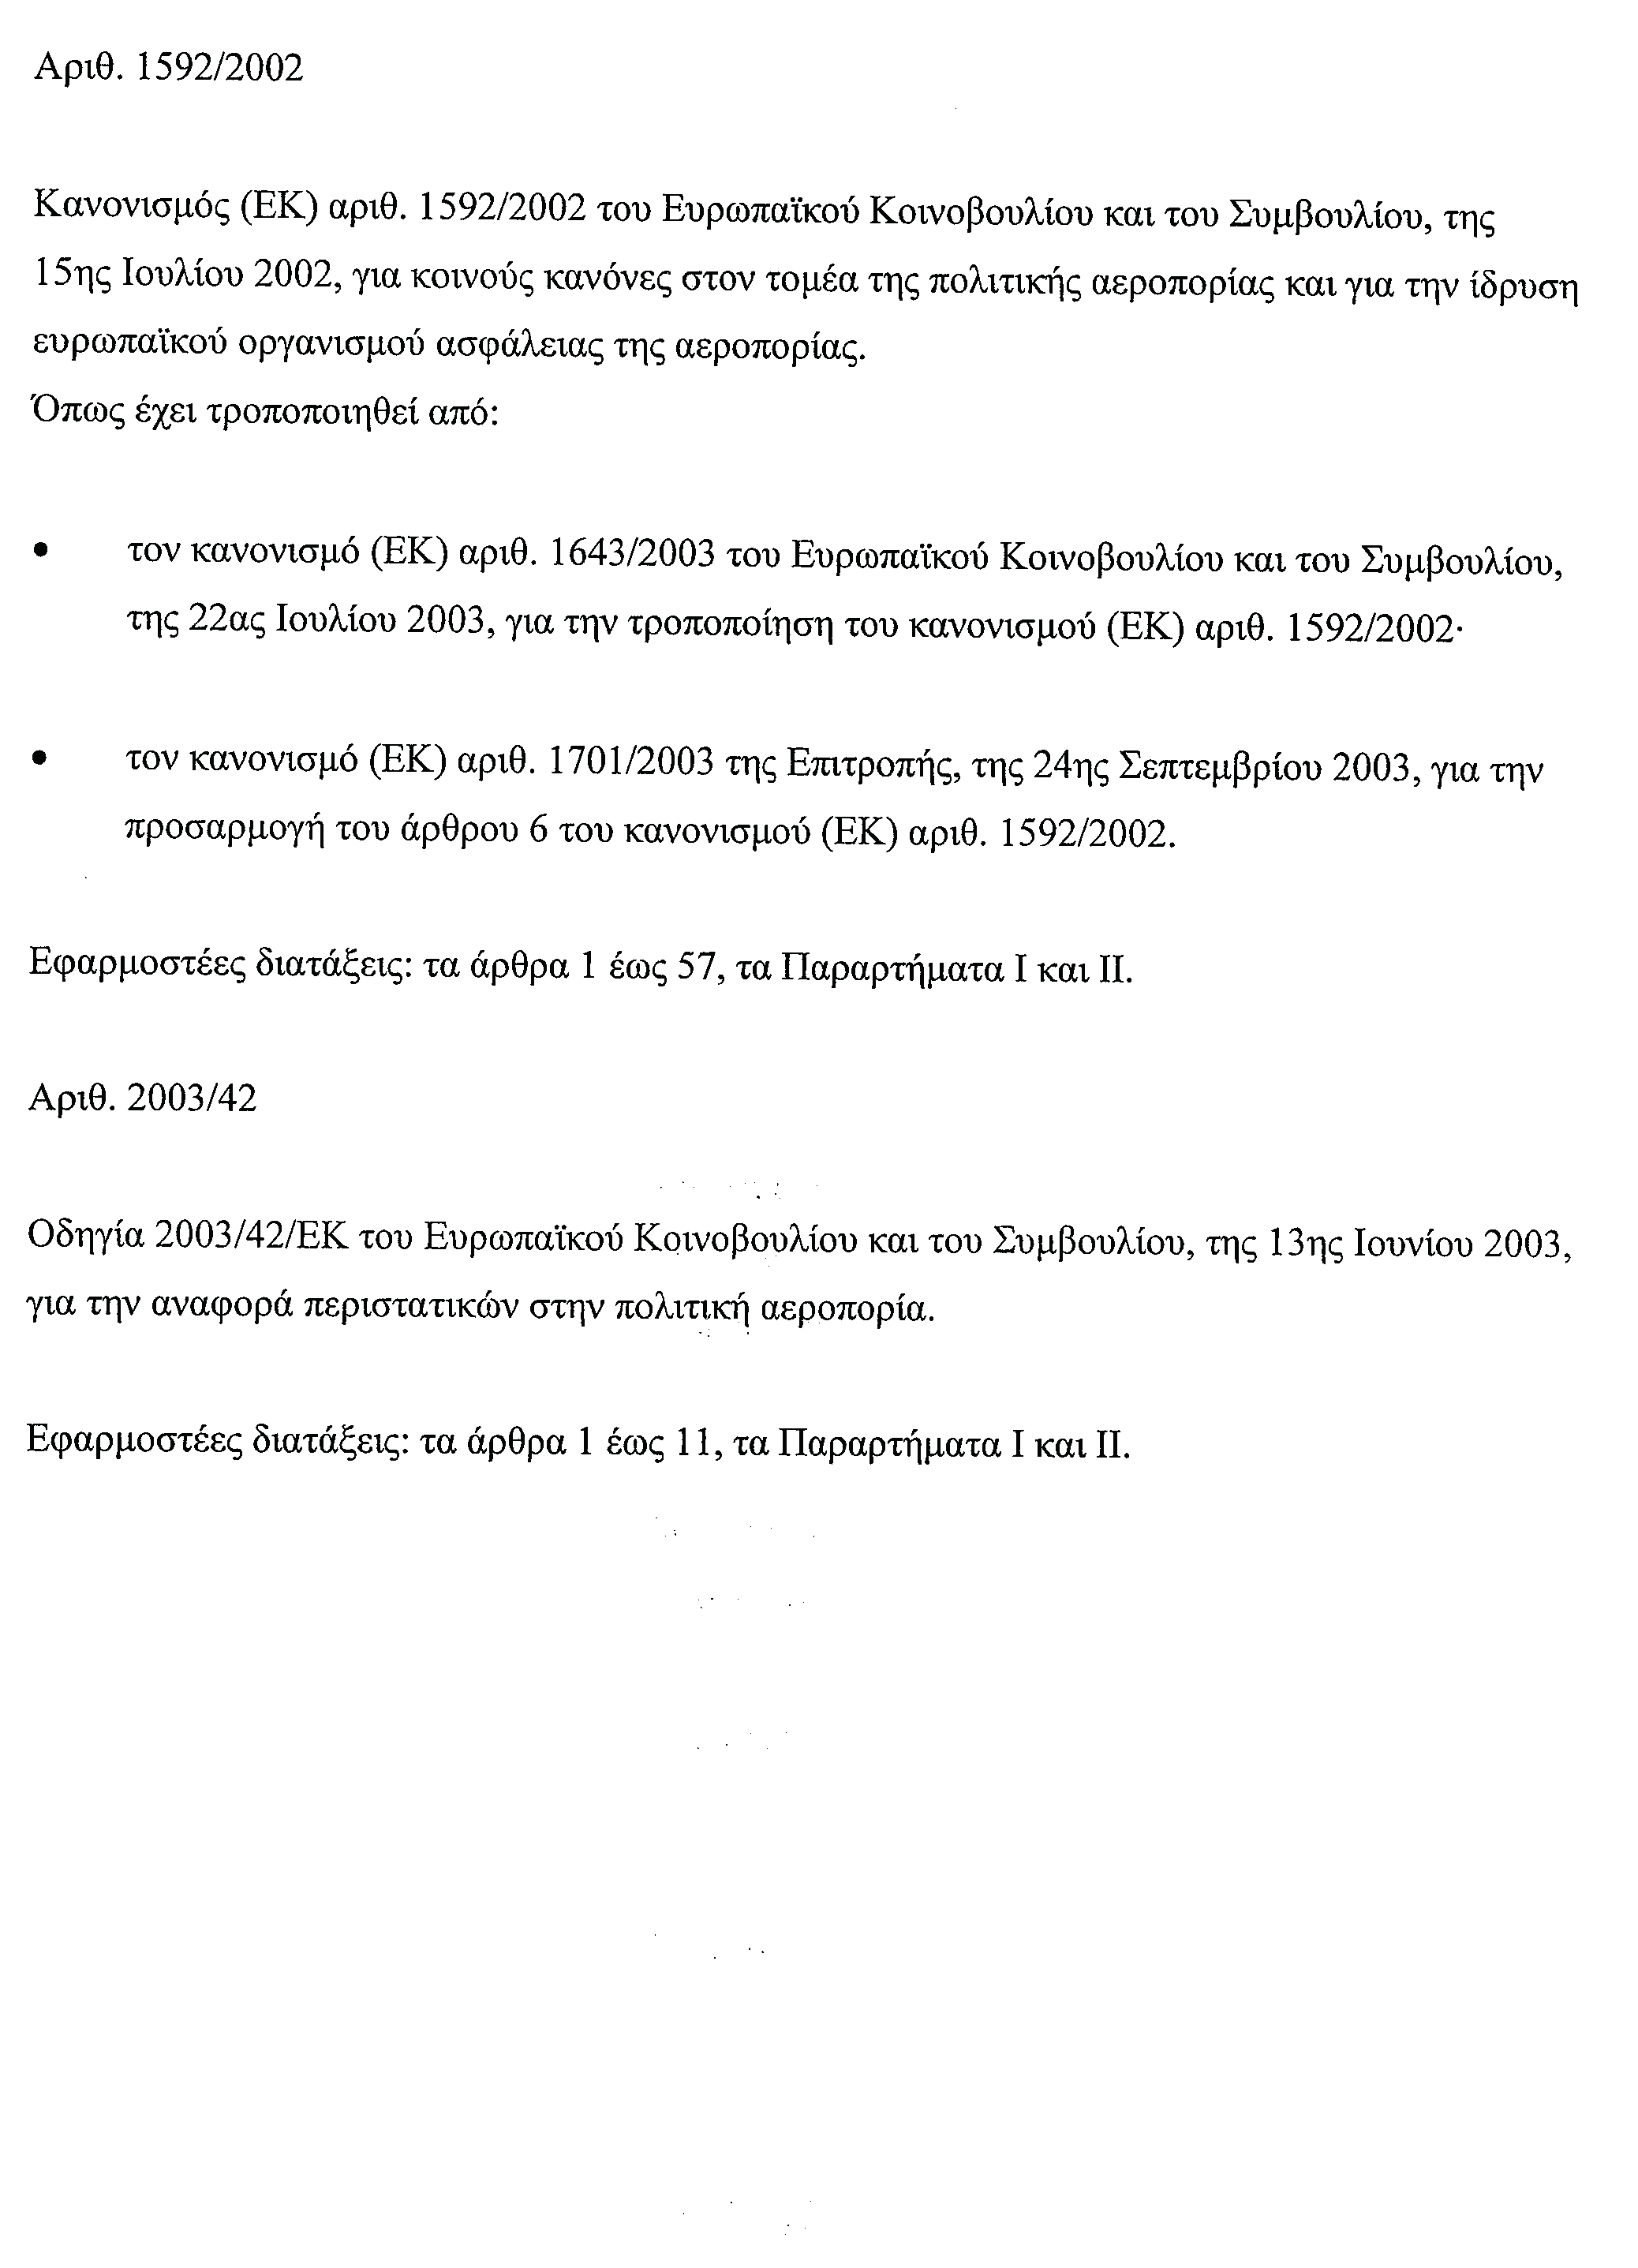 Αριθ. 1592/2002
Κανονισμός (ΕΚ) αριθ. 1592/2002 του Ευρωπαϊκού Κοινοβουλίου και του Συμβουλίου, της
15ης Ιουλίου 2002, για κοινούς κανόνες στον τομέα της πολιτικής αεροπορίας και για την ίδρυση
ευρωπαϊκού οργανισμού ασφάλειας της αεροπορίας.
Όπως έχει τροποποιηθεί από:
• τον κανονισμό (ΕΚ) αριθ. 1643/2003 του Ευρωπαϊκού Κοινοβουλίου και του Συμβουλίου,
της 22ας Ιουλίου 2003, για την τροποποίηση του κανονισμού (ΕΚ) αριθ. 1592/2002·
• τον κανονισμό (ΕΚ) αριθ. 1701/2003 της Επιτροπής, της 24ης Σεπτεμβρίου 2003, για την
προσαρμογή του άρθρου 6 του κανονισμού (ΕΚ) αριθ. 1592/2002.
Εφαρμοστέες διατάξεις: τα άρθρα 1 έως 57, τα Παραρτήματα Ι και ΙΙ.
Αριθ. 2003/42
Οδηγία 2003/42/ΕΚ του Ευρωπαϊκού Κοινοβουλίου και του Συμβουλίου, της 13ης Ιουνίου 2003,
για την αναφορά περιστατικών στην πολιτική αεροπορία.
Εφαρμοστέες διατάξεις: τα άρθρα 1 έως 11, τα Παραρτήματα Ι και ΙΙ.